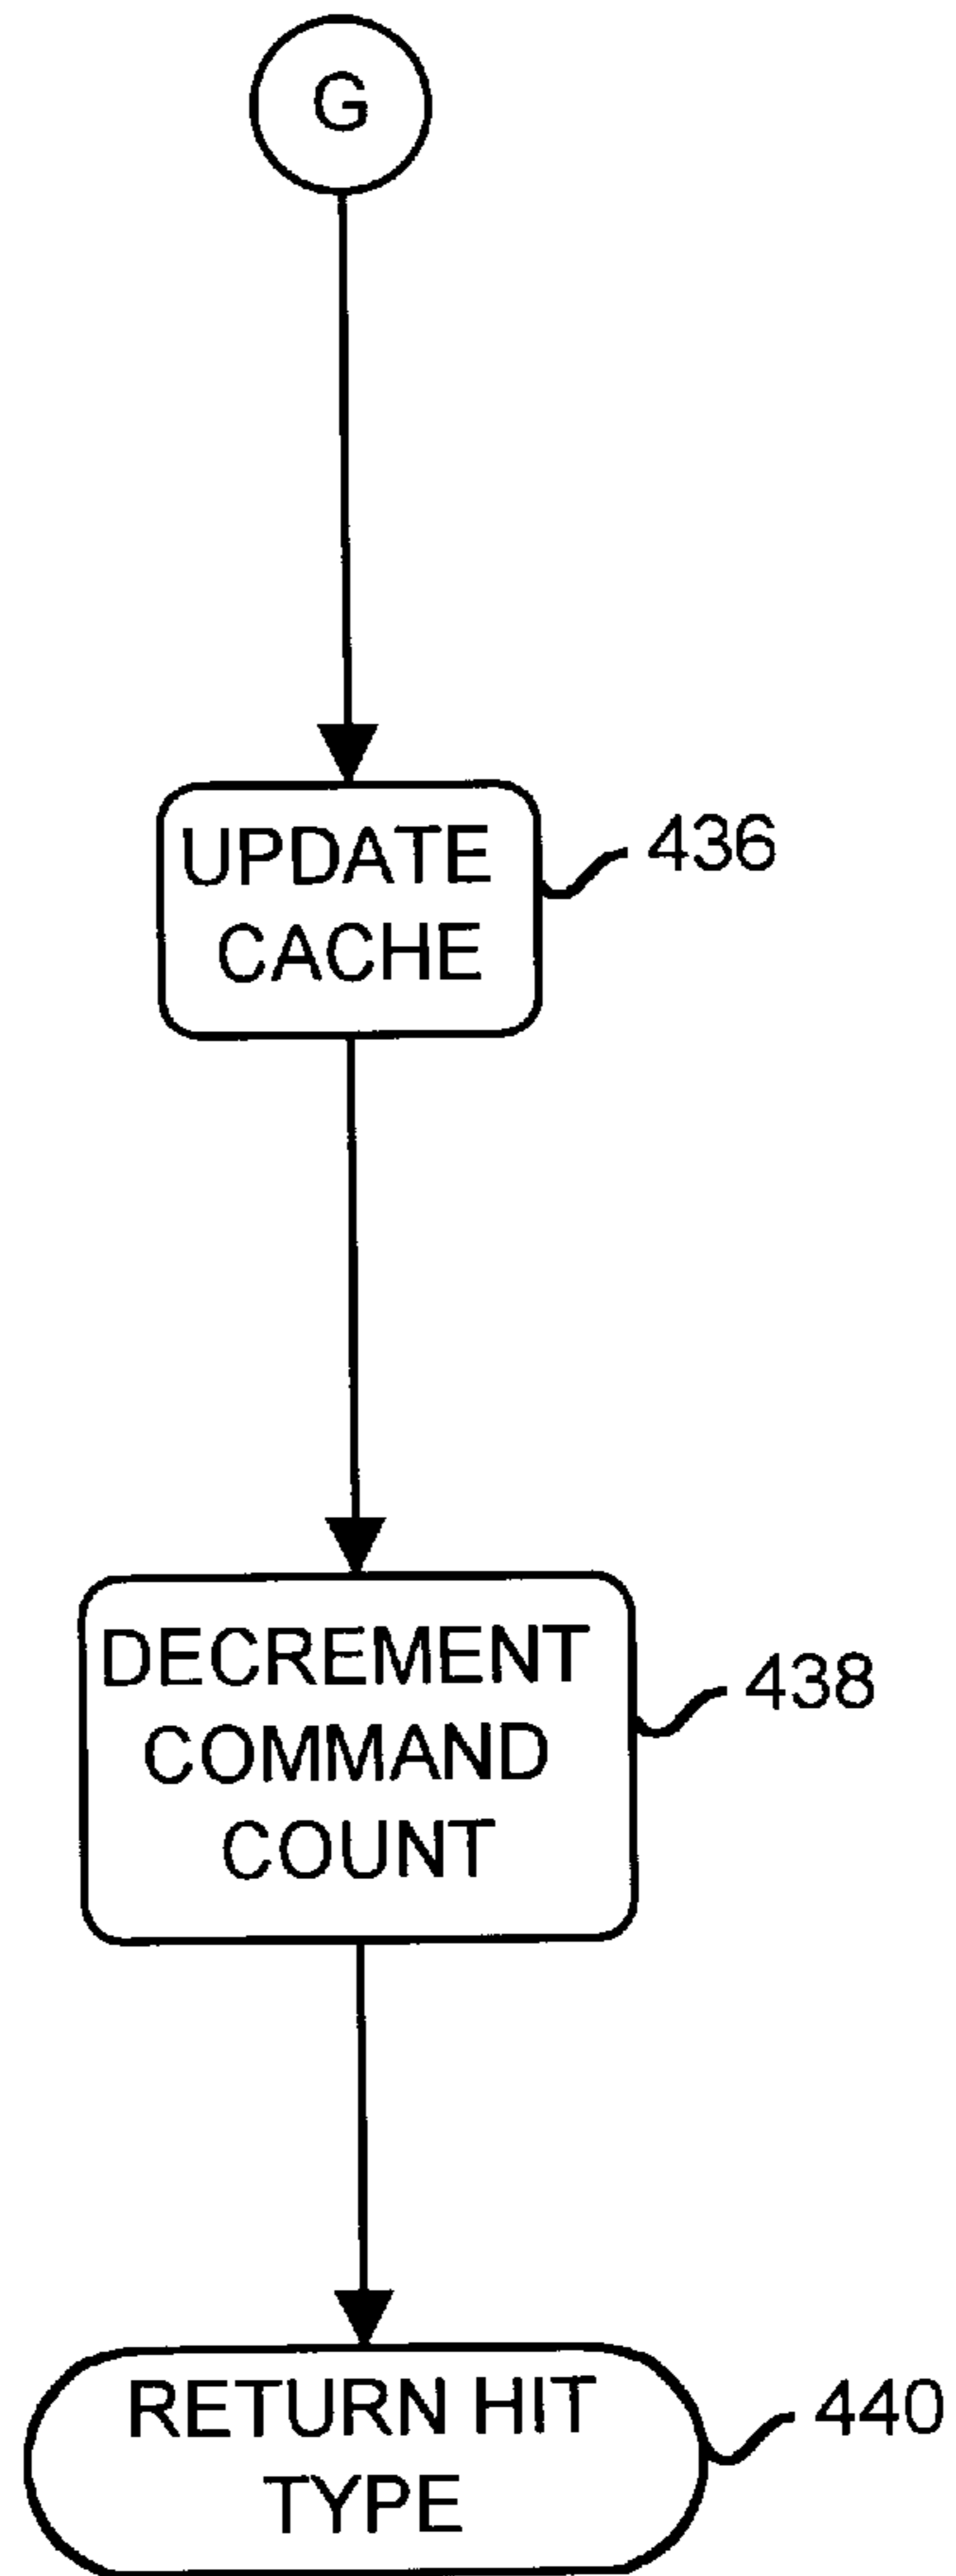 G
UPDATE
CACHE
436
DECREMENT
COMMAND
COUNT
438
RETURN HIT
TYPE
440